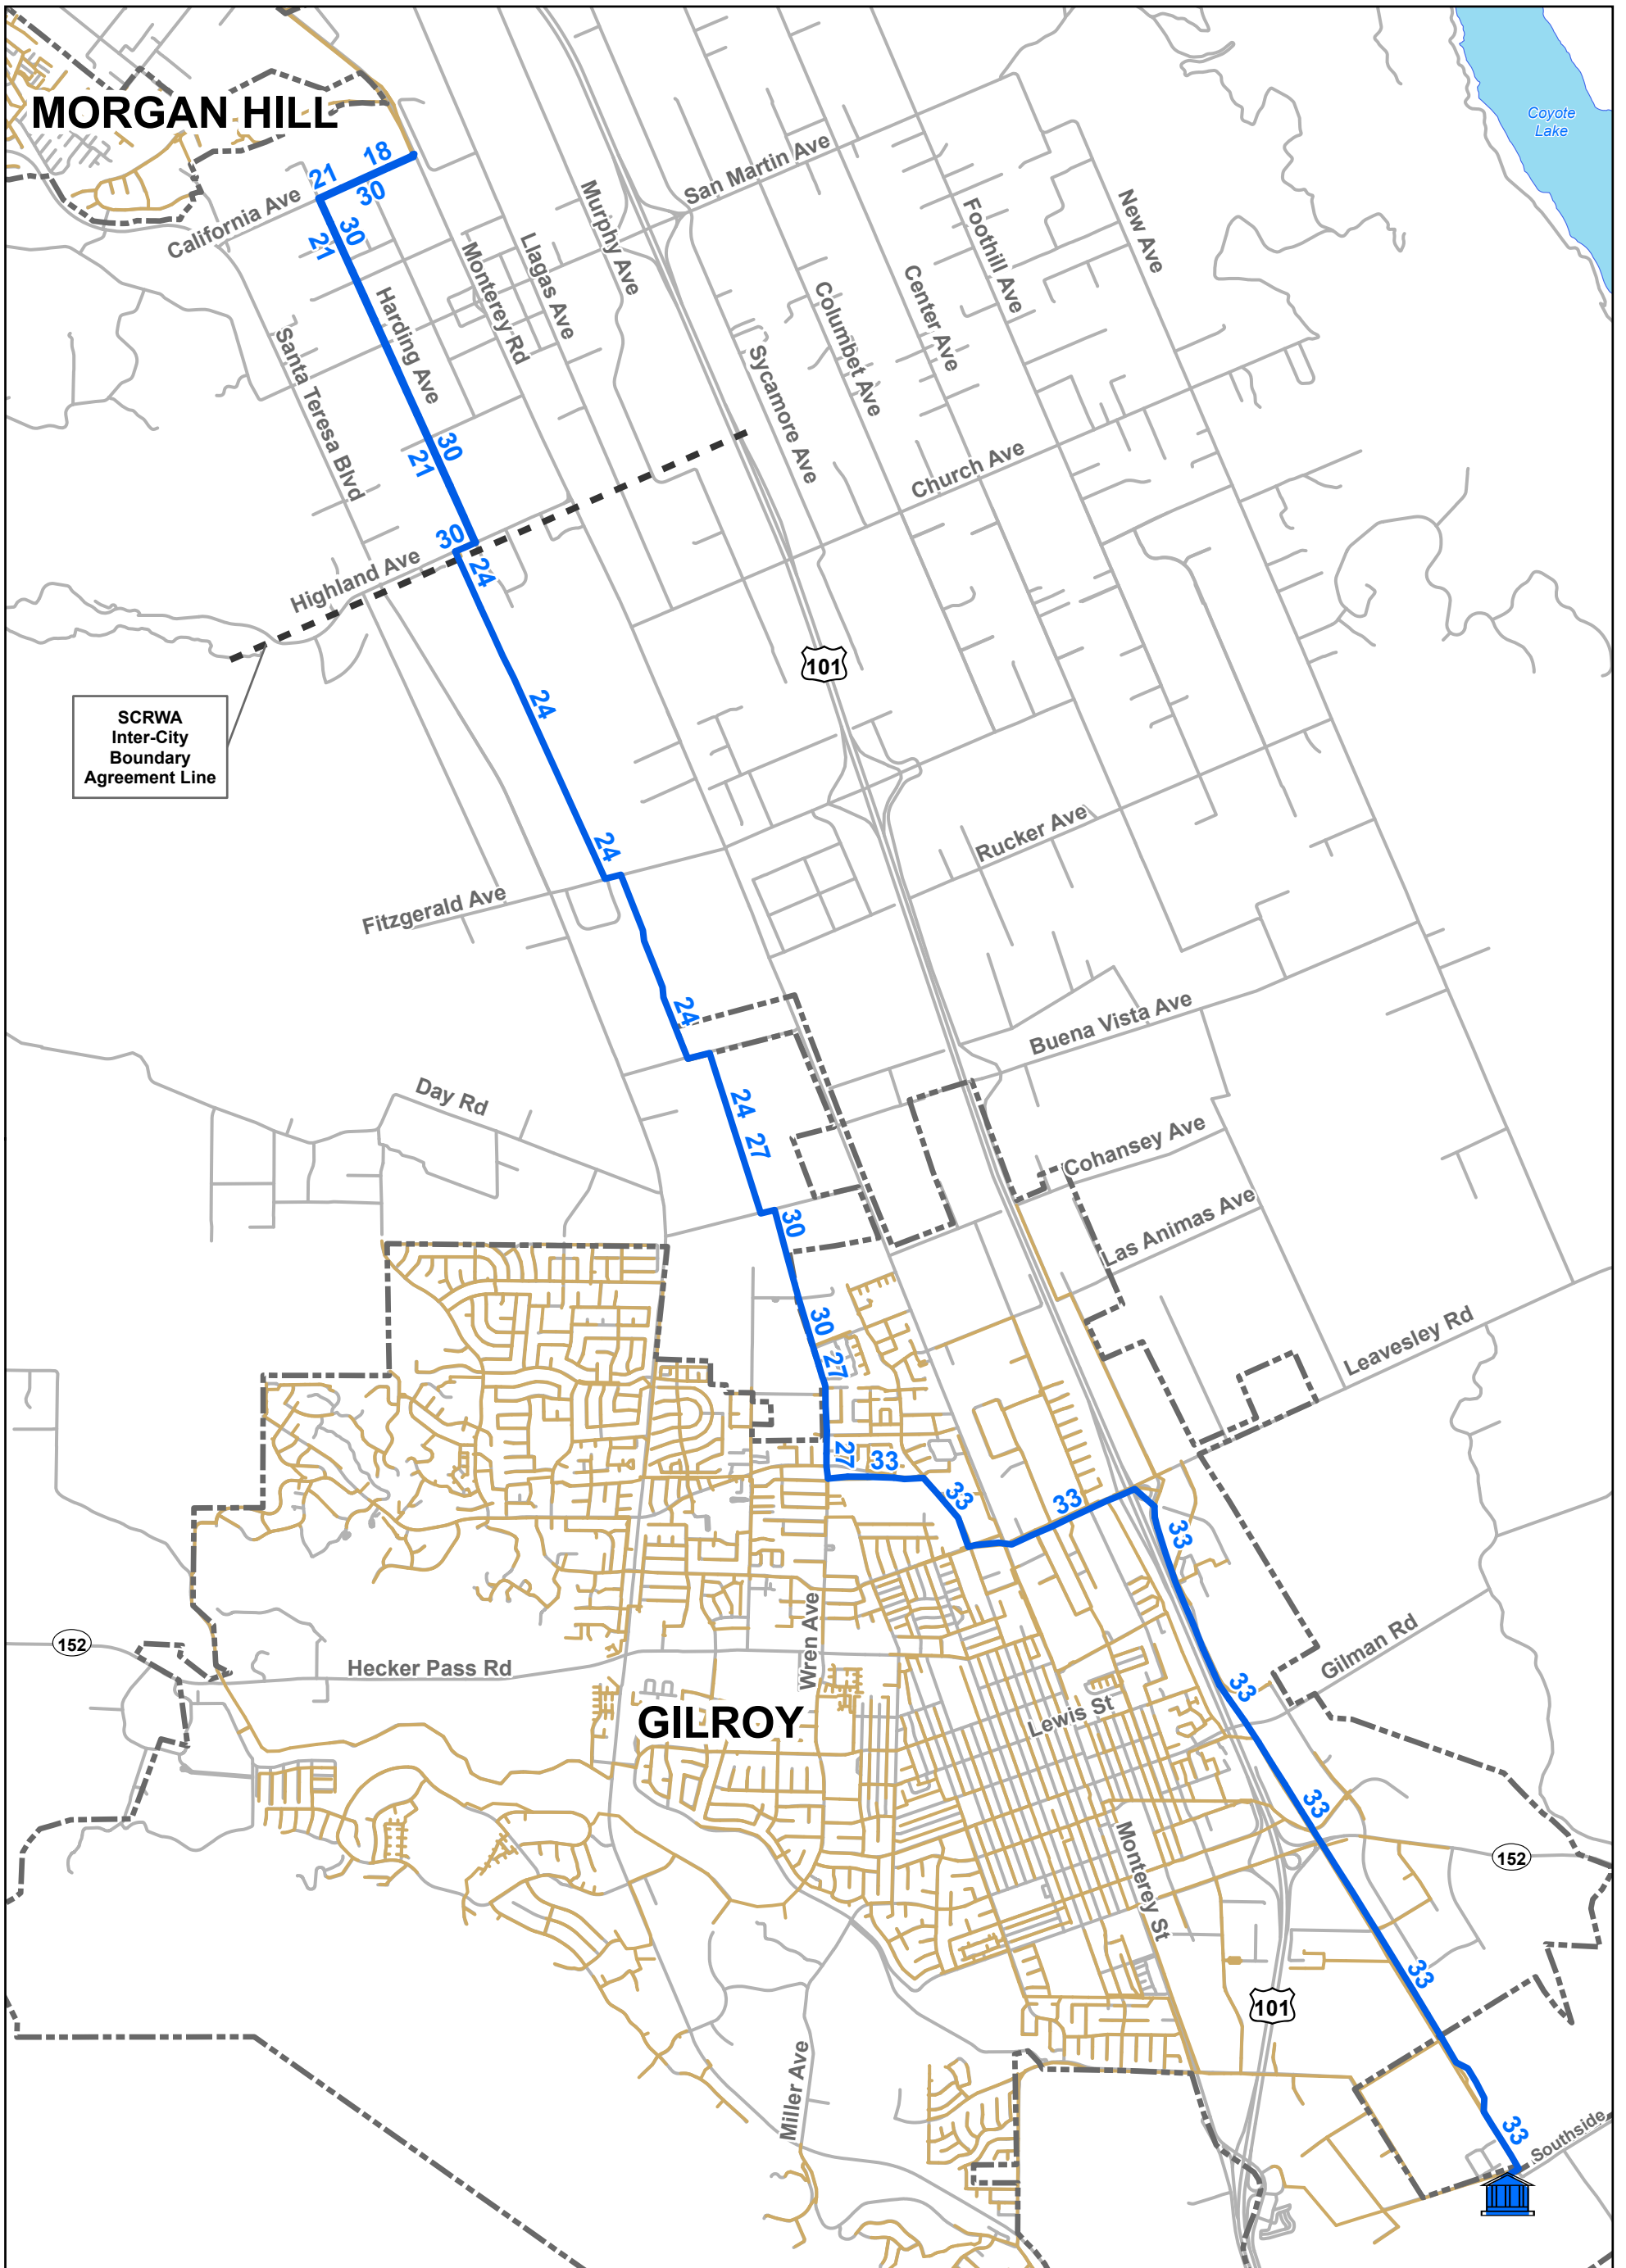 MORGAN HILL
Coyote
Lake
18
21
30
San Martin Ave
California Ave
30
21
Murphy Ave
Llagas Ave
Monterey Rd
Foothill Ave
New Ave
Center Ave
Columbet Ave
Harding Ave
Santa Teresa Blvd
Sycamore Ave
30
21
Church Ave
30
24
Highland Ave
101
SCRWA
Inter-City
Boundary
Agreement Line
24
24
Rucker Ave
Fitzgerald Ave
24
Buena Vista Ave
Day Rd
24
27
Cohansey Ave
Las Animas Ave
30
30
27
Leavesley Rd
27
33
33
33
33
Wren Ave
152
Hecker Pass Rd
Gilman Rd
33
GILROY
Lewis St
33
Monterey St
152
33
101
Miller Ave
33
Southside